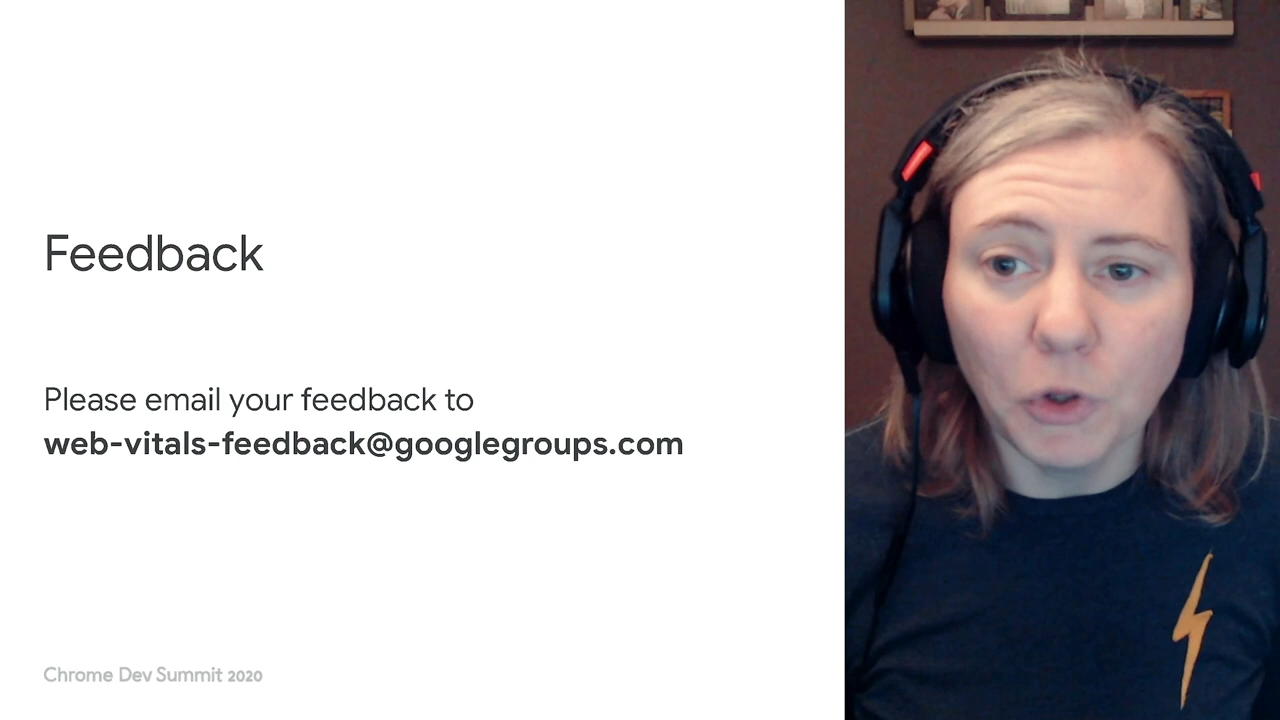 Feedback
Please email your feedback to
web-vitals-feedback@googlegroups.com
Chrome Dev Summit 2020